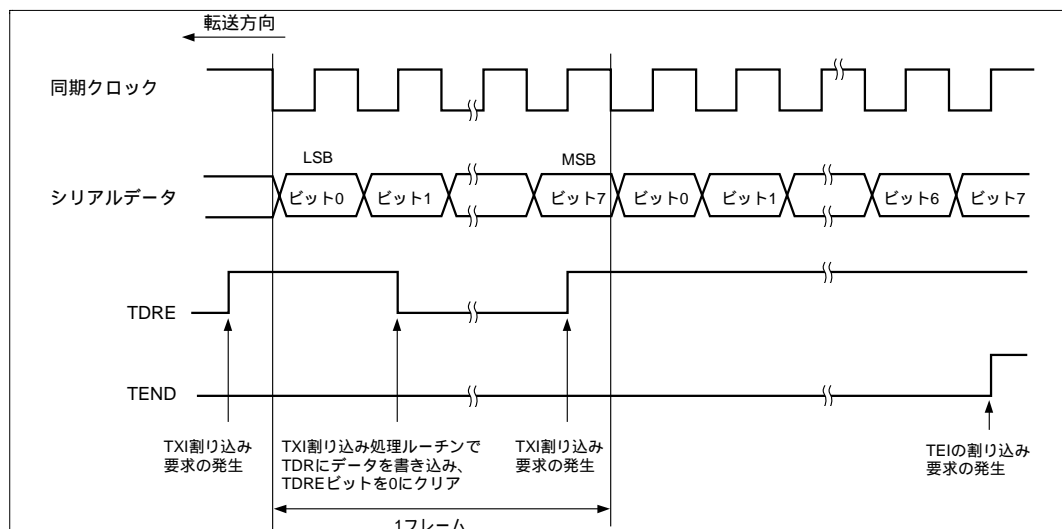 転送方向
同期クロック
LSB
MSB
シリアルデータ
ビット0
ビット1
ビット7
ビット0
ビット1
ビット6
ビット7
TDRE
TEND
TXI割り込み
要求の発生
TXI割り込み処理ルーチンで
TDRにデータを書き込み、
TDREビットを0にクリア
TXI割り込み
要求の発生
TEIの割り込み
要求の発生
1フレーム